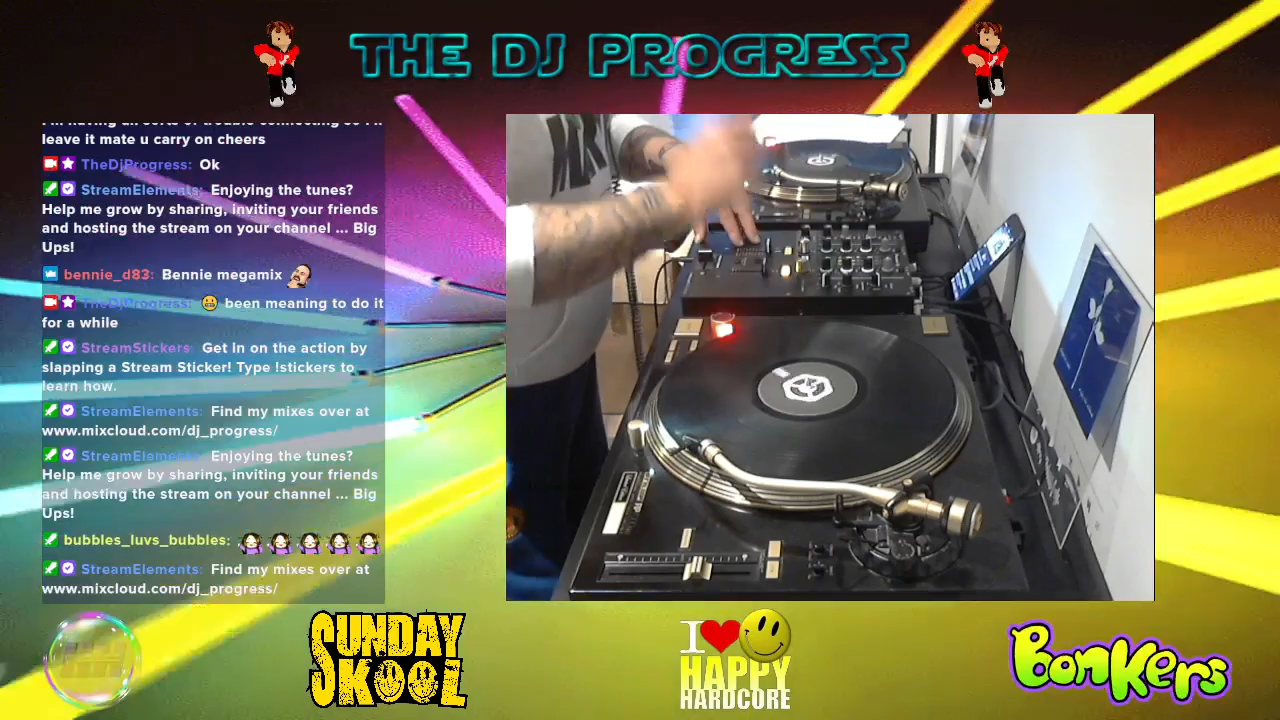 THE DJ PROGRESS
leave it mate u carry on cheers
TheDjProgress: Ok
StreamElements: Enjoying the tunes?
Help me grow by sharing, inviting your friends
and hosting the stream on your channel ... Big
Ups!
bennie_d83: Bennie megamix
TheDjProgress: been meaning to do it
for a while
StreamStickers: Get in on the action by
slapping a Stream Sticker! Type !stickers to
learn how.
StreamElements: Find my mixes over at
www.mixcloud.com/dj_progress/
StreamElements: Enjoying the tunes?
Help me grow by sharing, inviting your friends
and hosting the stream on your channel ... Big
Ups!
bubbles_luvs_bubbles:
StreamElements: Find my mixes over at
www.mixcloud.com/dj_progress/
SUNDAY
SKOOL
I
HAPPY
HARDCORE
BONKERS